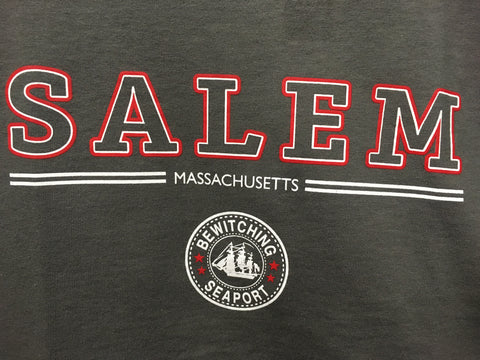 SALEM
MASSACHUSETTS
BEWITCHING
SEAPORT